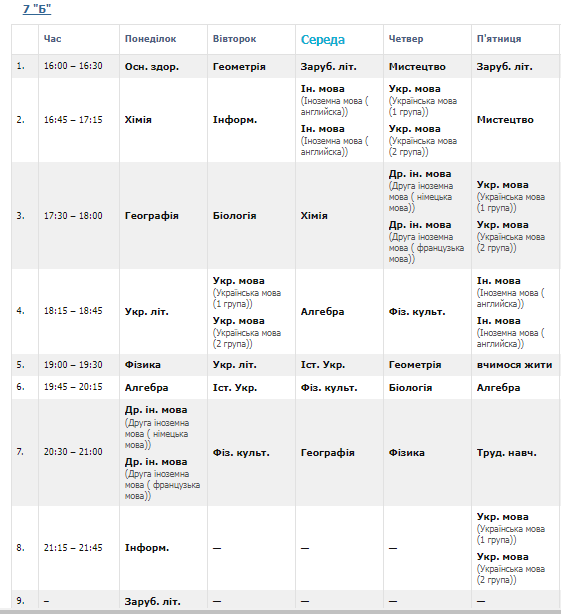 7 "Б"
Час Понеділок Вівторок Середа Четвер П'ятниця
1. 16:00 – 16:30 Осн. здор. Геометрія Заруб. літ. Мистецтво Заруб. літ.
2. 16:45 – 17:15 Хімія Інформ. Ін. мова (Іноземна мова ( английска)) Ін. мова (Іноземна мова ( английска)) Укр. мова (Українська мова (1 група)) Укр. мова (Українська мова (2 група)) Мистецтво
3. 17:30 – 18:00 Географія Біологія Хімія Др. ін. мова (Друга іноземна мова ( німецька мова)) Др. ін. мова (Друга іноземна мова ( французька мова)) Укр. мова (Українська мова (1 група)) Укр. мова (Українська мова (2 група))
4. 18:15 – 18:45 Укр. літ. Укр. мова (Українська мова (1 група)) Укр. мова (Українська мова (2 група)) Алгебра Фіз. культ. Ін. мова (Іноземна мова ( английска)) Ін. мова (Іноземна мова ( английска))
5. 19:00 – 19:30 Фізика Укр. літ. Іст. Укр. Геометрія вчимося жити
6. 19:45 – 20:15 Алгебра Іст. Укр. Фіз. культ. Біологія Алгебра
7. 20:30 – 21:00 Др. ін. мова (Друга іноземна мова ( німецька мова)) Др. ін. мова (Друга іноземна мова ( французька мова)) Фіз. культ. Географія Фізика Труд. навч.
8. 21:15 – 21:45 Інформ. — — — Укр. мова (Українська мова (1 група)) Укр. мова (Українська мова (2 група))
9. – Заруб. літ. — — — —